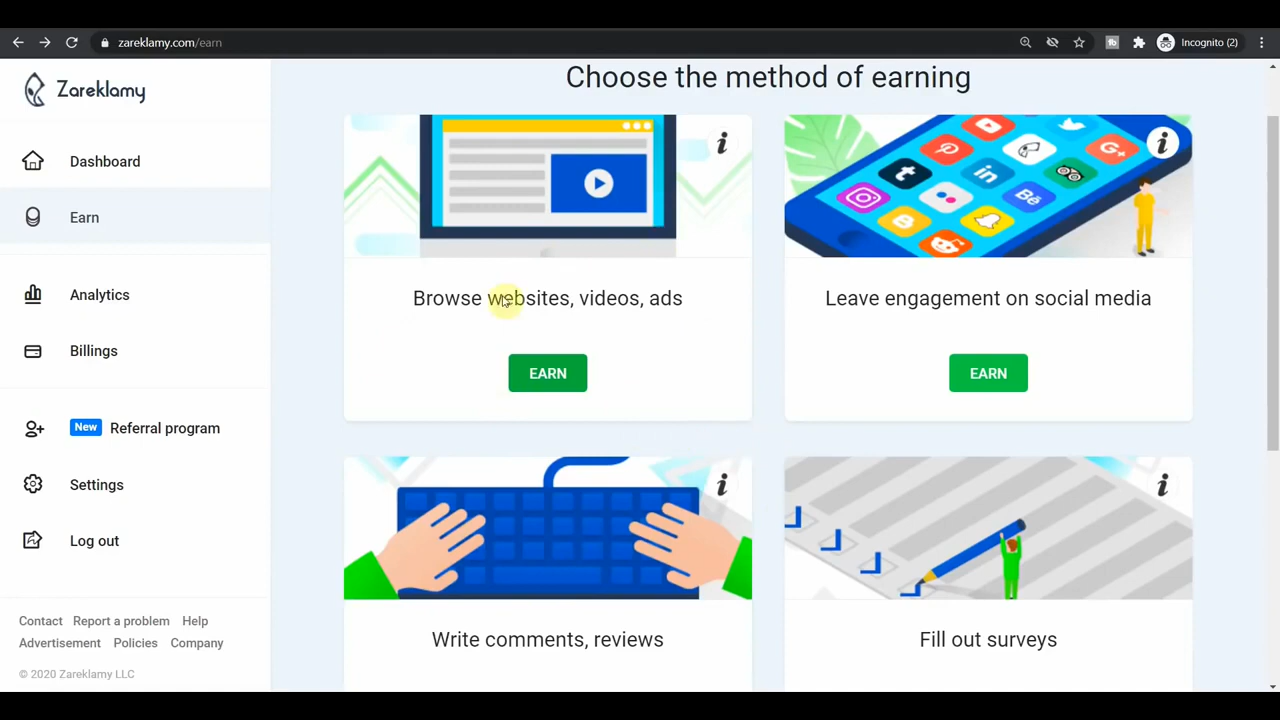 zareklamy.com/earn
Incognito (2)
Zareklamy
Dashboard
Earn
Analytics
Billings
New Referral program
Settings
Log out
Contact Report a problem Help
Advertisement Policies Company
© 2020 Zareklamy LLC
Choose the method of earning
Browse websites, videos, ads
EARN
Leave engagement on social media
EARN
Write comments, reviews
Fill out surveys